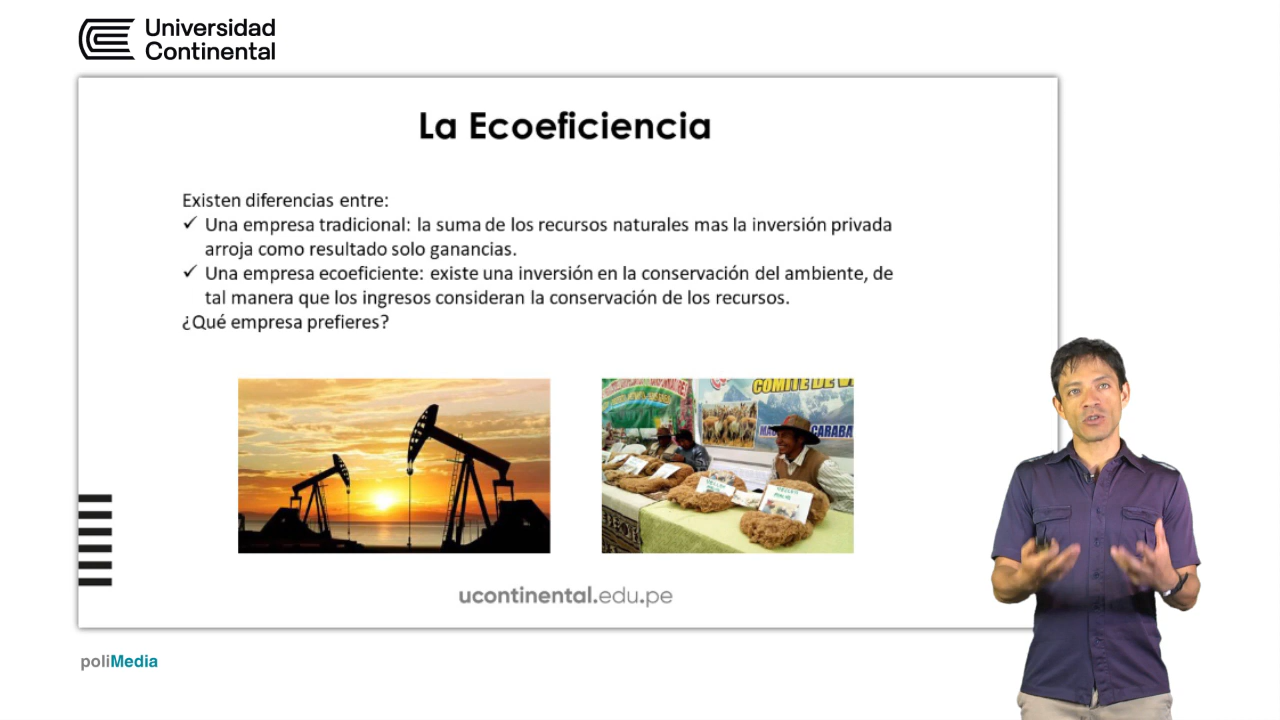 Universidad
Continental
La Ecoeficiencia
Existen diferencias entre:
✓ Una empresa tradicional: la suma de los recursos naturales mas la inversión privada
arroja como resultado solo ganancias.
✓ Una empresa ecoeficiente: existe una inversión en la conservación del ambiente, de
tal manera que los ingresos consideran la conservación de los recursos.
¿Qué empresa prefieres?
COMITE DE
CARABA
ucontinental.edu.pe
poliMedia